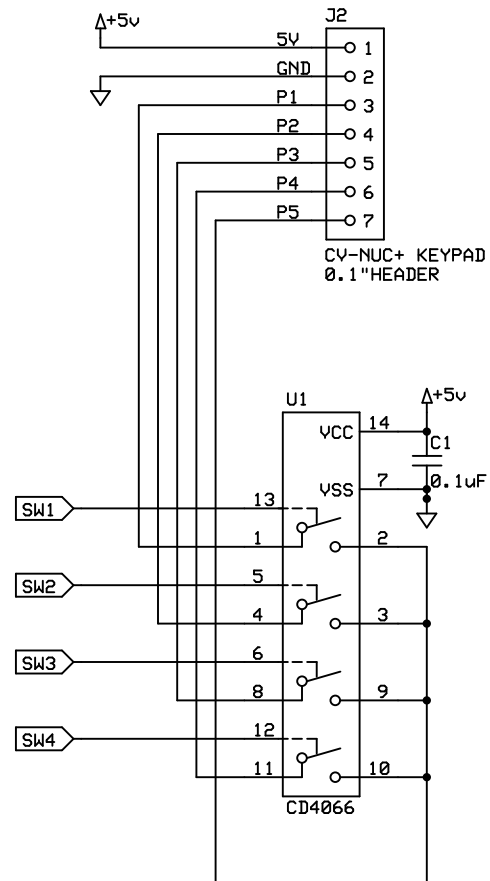 +5v
J2
5V 1
GND 2
P1 3
P2 4
P3 5
P4 6
P5 7
CV-NUC+ KEYPAD
0.1"HEADER
U1
+5v
VCC 14
C1
VSS 7
0.1uF
SW1 13
1 2
SW2 5
4 3
SW3 6
8 9
SW4 12
11 10
CD4066